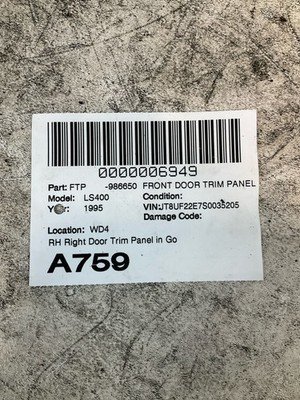 0000006949
Part: FTP -986650 FRONT DOOR TRIM PANEL
Model: LS400 Condition:
Year: 1995 VIN:JT8UF22E7S0035205
Damage Code:
Location: WD4
RH Right Door Trim Panel in Go
A759